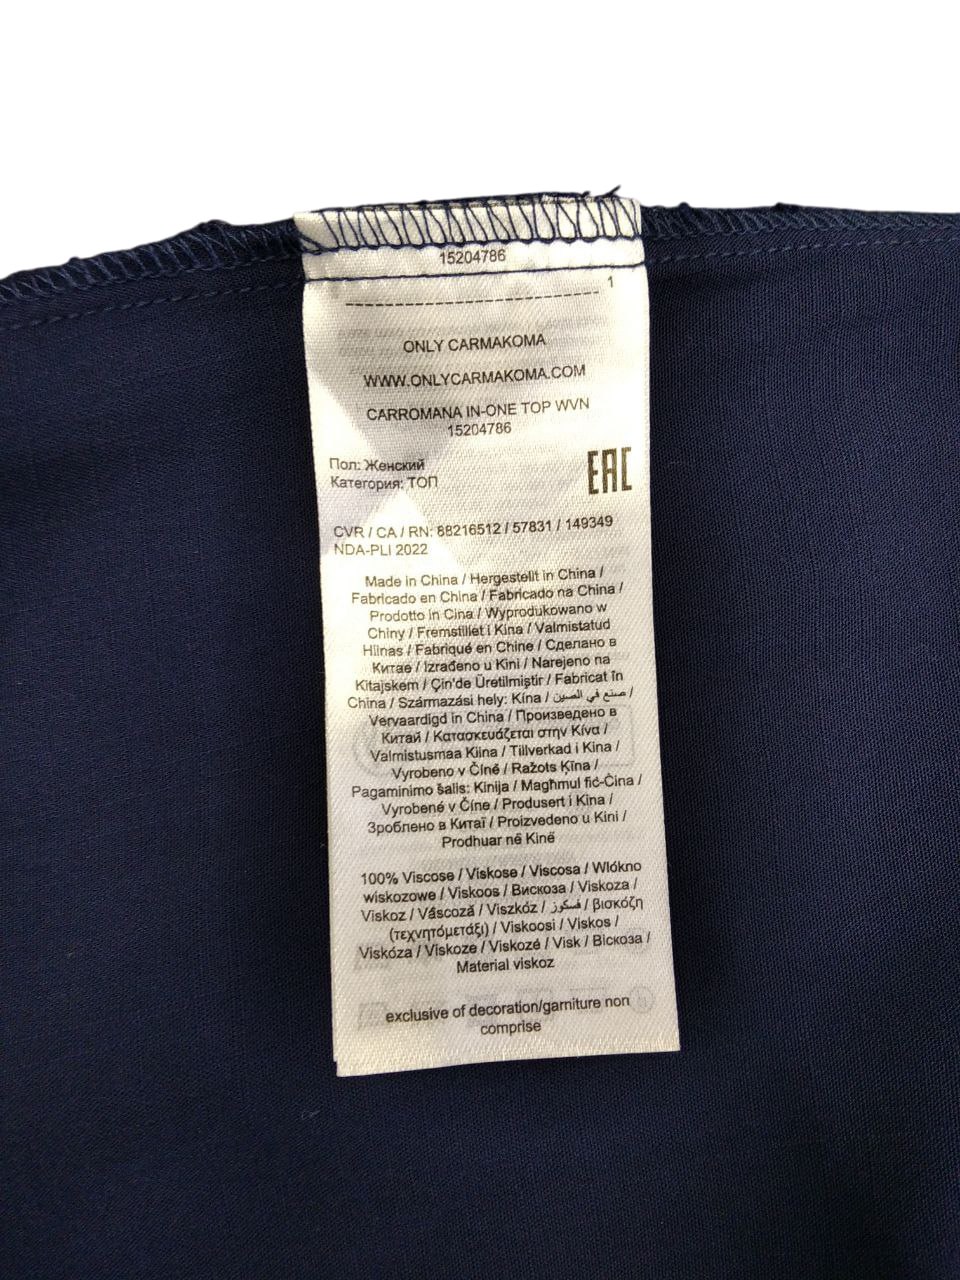 15204786
1
ONLY CARMAKOMA
WWW.ONLYCARMAKOMA.COM
CARROMANA IN-ONE TOP WVN
15204786
Пол: Женский
Категория: ТОП
EAC
CVR / CA / RN: 88216512 / 57831 / 149349
NDA-PLI 2022
Made in China / Hergestellt in China /
Fabricado en China / Fabricado na China /
Prodotto in Cina / Wyprodukowano w
Chiny / Fremstillet i Kina / Valmistatud
Hiinas / Fabriqué en Chine / Сделано в
Китае / Izrađeno u Kini / Narejeno na
Kitajskem / Çin'de Üretilmiştir / Fabricat în
China / Származási hely: Kína / صنع في الصين /
Vervaardigd in China / Произведено в
Китай / Κατασκευάζεται στην Κίνα /
Valmistusmaa Kiina / Tillverkad i Kina /
Vyrobeno v Číně / Ražots Ķīna /
Pagaminimo šalis: Kinija / Magħmul fiċ-Ċina /
Vyrobené v Číne / Produsert i Kina /
Зроблено в Китаї / Proizvedeno u Kini /
Prodhuar në Kinë
100% Viscose / Viskose / Viscosa / Włókno
wiskozowe / Viskoos / Вискоза / Viskoza /
Viskoz / Vâscoză / Viszkóz / فسكوز / βισκόζη
(τεχνητόμετάξι) / Viskoosi / Viskos /
Viskóza / Viskoze / Viskozé / Visk / Віскоза /
Material viskoz
exclusive of decoration/garniture non
comprise